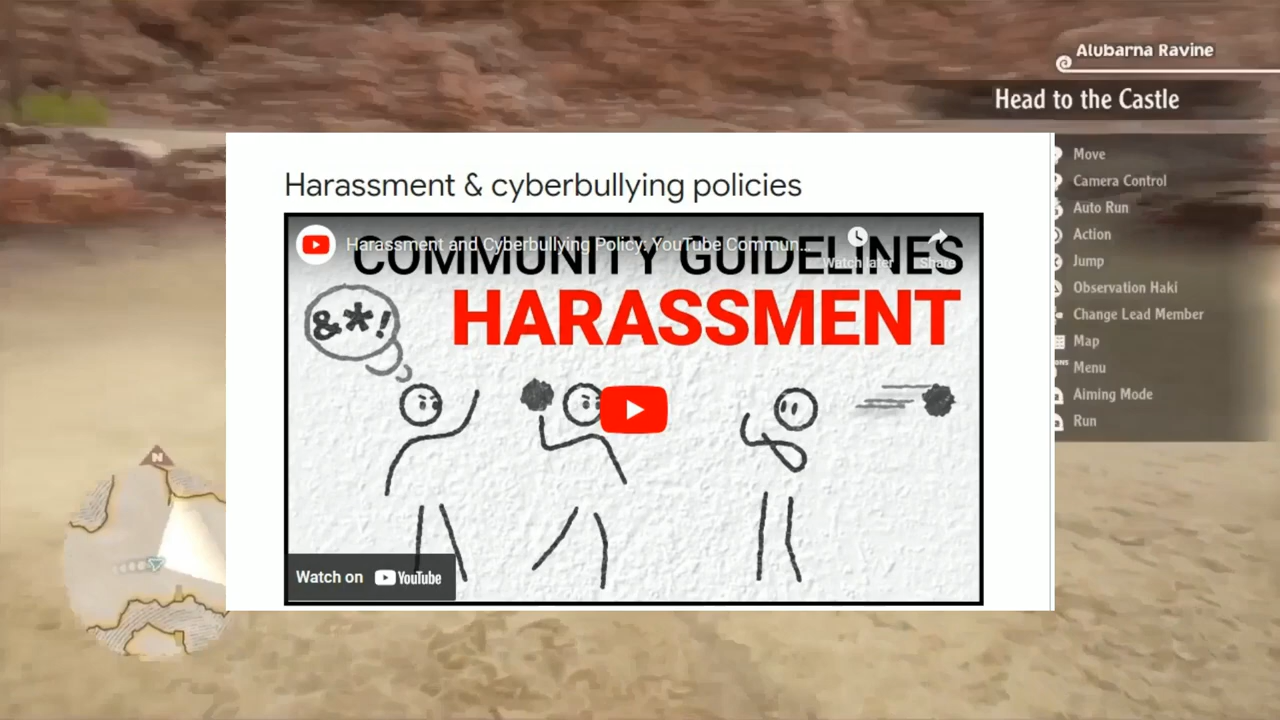 Alubarna Ravine
Head to the Castle
Harassment & cyberbullying policies
Harassment and Cyberbullying Policy: YouTube Commun...
Watch later
Share
COMMUNITY GUIDELINES
HARASSMENT
&*!
Watch on YouTube
Move
Camera Control
Auto Run
Action
Jump
Observation Haki
Change Lead Member
Map
Menu
Aiming Mode
Run
N